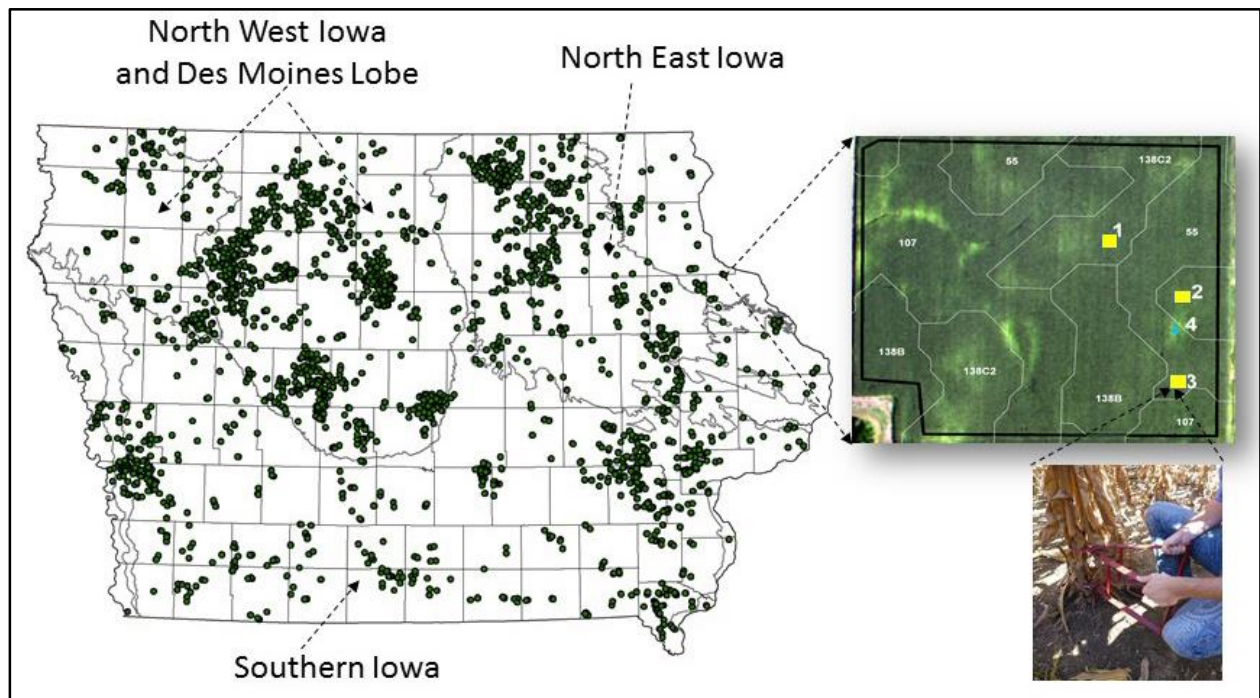 North West Iowa
and Des Moines Lobe
North East Iowa
Southern Iowa
55
138C2
1
55
107
2
4
138B
138C2
3
138B
107